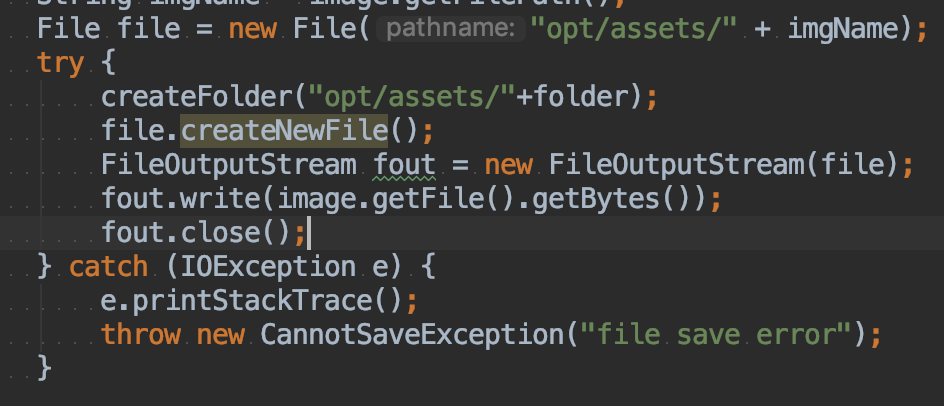 String imgName = image.getFilePath();
File file = new File( pathname: "opt/assets/" + imgName);
try {
createFolder("opt/assets/"+folder);
file.createNewFile();
FileOutputStream fout = new FileOutputStream(file);
fout.write(image.getFile().getBytes());
fout.close();
} catch (IOException e) {
e.printStackTrace();
throw new CannotSaveException("file save error");
}